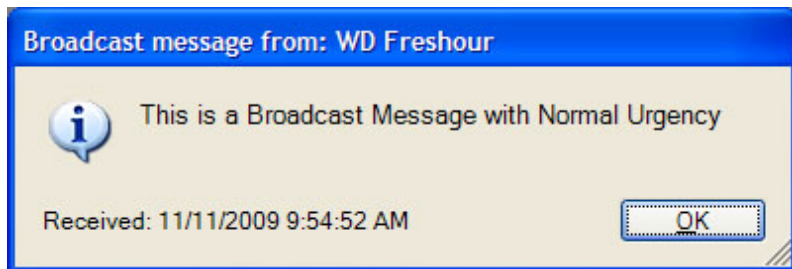 Broadcast message from: WD Freshour
This is a Broadcast Message with Normal Urgency
Received: 11/11/2009 9:54:52 AM
OK